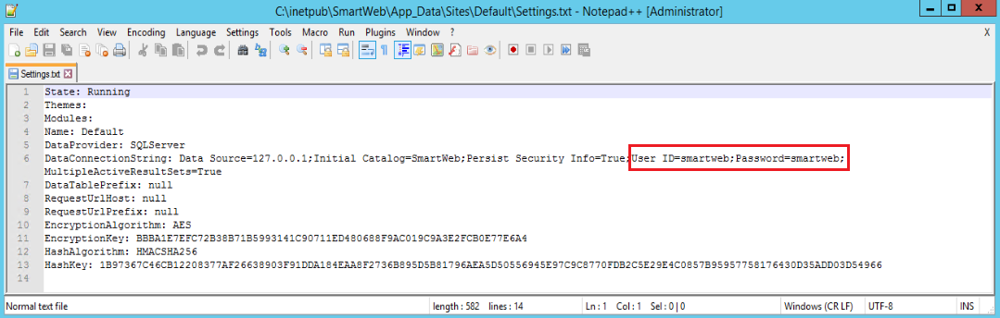 C:\inetpub\SmartWeb\App_Data\Sites\Default\Settings.txt - Notepad++ [Administrator]
File Edit Search View Encoding Language Settings Tools Macro Run Plugins Window ? X
Settings.txt
1 State: Running
2 Themes:
3 Modules:
4 Name: Default
5 DataProvider: SQLServer
6 DataConnectionString: Data Source=127.0.0.1;Initial Catalog=SmartWeb;Persist Security Info=True;User ID=smartweb;Password=smartweb;
MultipleActiveResultSets=True
7 DataTablePrefix: null
8 RequestUrlHost: null
9 RequestUrlPrefix: null
10 EncryptionAlgorithm: AES
11 EncryptionKey: BBBA1E7EFC72B38B71B5993141C90711ED480688F9AC019C9A3E2FCB0E77E6A4
12 HashAlgorithm: HMACSHA256
13 HashKey: 1B97367C46CB12208377AF26638903F91DDA184EAA8F2736B895D5B81796AEA5D50556945E97C9C8770FDB2C5E29E4C0857B95957758176430D35ADD03D54966
14
Normal text file length : 582 lines : 14 Ln : 1 Col : 1 Sel : 0 | 0 Windows (CR LF) UTF-8 INS